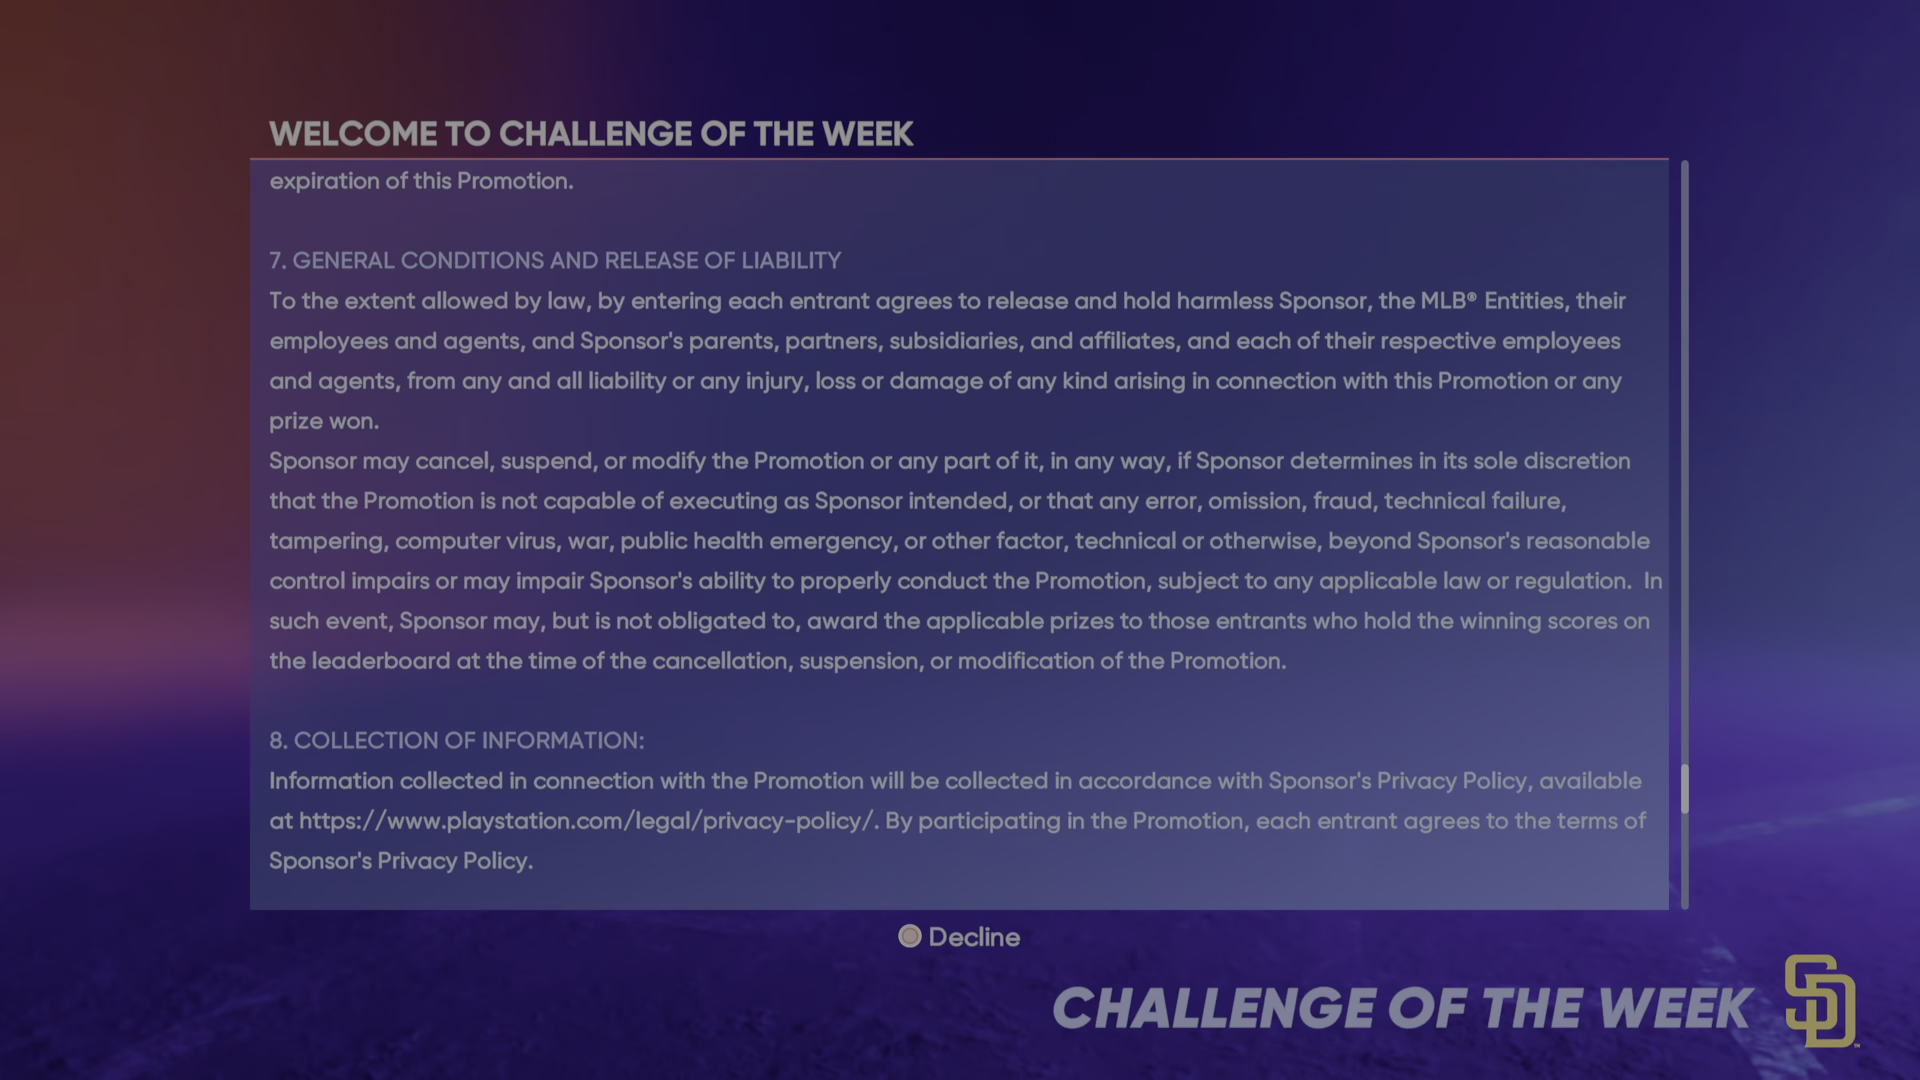 WELCOME TO CHALLENGE OF THE WEEK
expiration of this Promotion.
7. GENERAL CONDITIONS AND RELEASE OF LIABILITY
To the extent allowed by law, by entering each entrant agrees to release and hold harmless Sponsor, the MLB® Entities, their
employees and agents, and Sponsor's parents, partners, subsidiaries, and affiliates, and each of their respective employees
and agents, from any and all liability or any injury, loss or damage of any kind arising in connection with this Promotion or any
prize won.
Sponsor may cancel, suspend, or modify the Promotion or any part of it, in any way, if Sponsor determines in its sole discretion
that the Promotion is not capable of executing as Sponsor intended, or that any error, omission, fraud, technical failure,
tampering, computer virus, war, public health emergency, or other factor, technical or otherwise, beyond Sponsor's reasonable
control impairs or may impair Sponsor's ability to properly conduct the Promotion, subject to any applicable law or regulation.  In
such event, Sponsor may, but is not obligated to, award the applicable prizes to those entrants who hold the winning scores on
the leaderboard at the time of the cancellation, suspension, or modification of the Promotion.
8. COLLECTION OF INFORMATION:
Information collected in connection with the Promotion will be collected in accordance with Sponsor's Privacy Policy, available
at https://www.playstation.com/legal/privacy-policy/. By participating in the Promotion, each entrant agrees to the terms of
Sponsor's Privacy Policy.
Decline
CHALLENGE OF THE WEEK
SD™